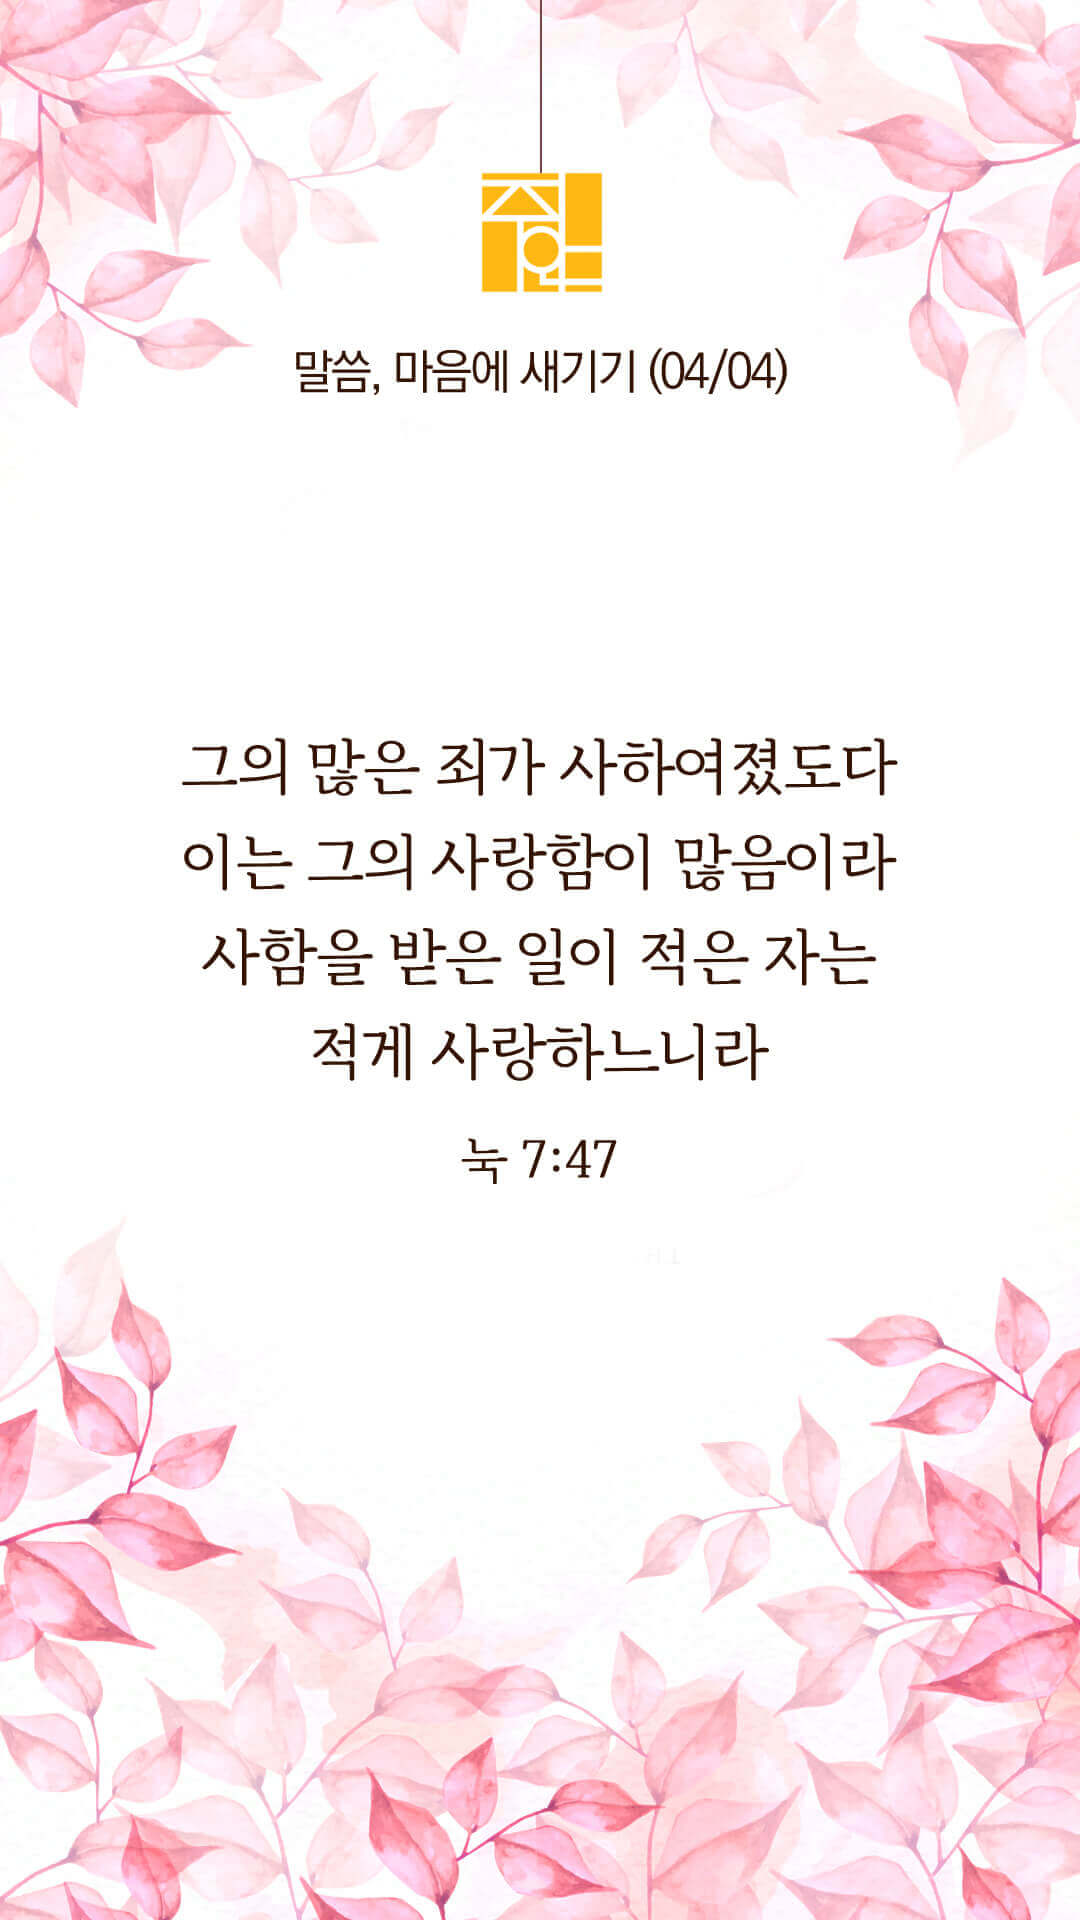 주안
말씀, 마음에 새기기 (04/04)
그의 많은 죄가 사하여졌도다
이는 그의 사랑함이 많음이라
사함을 받은 일이 적은 자는
적게 사랑하느니라
눅 7:47